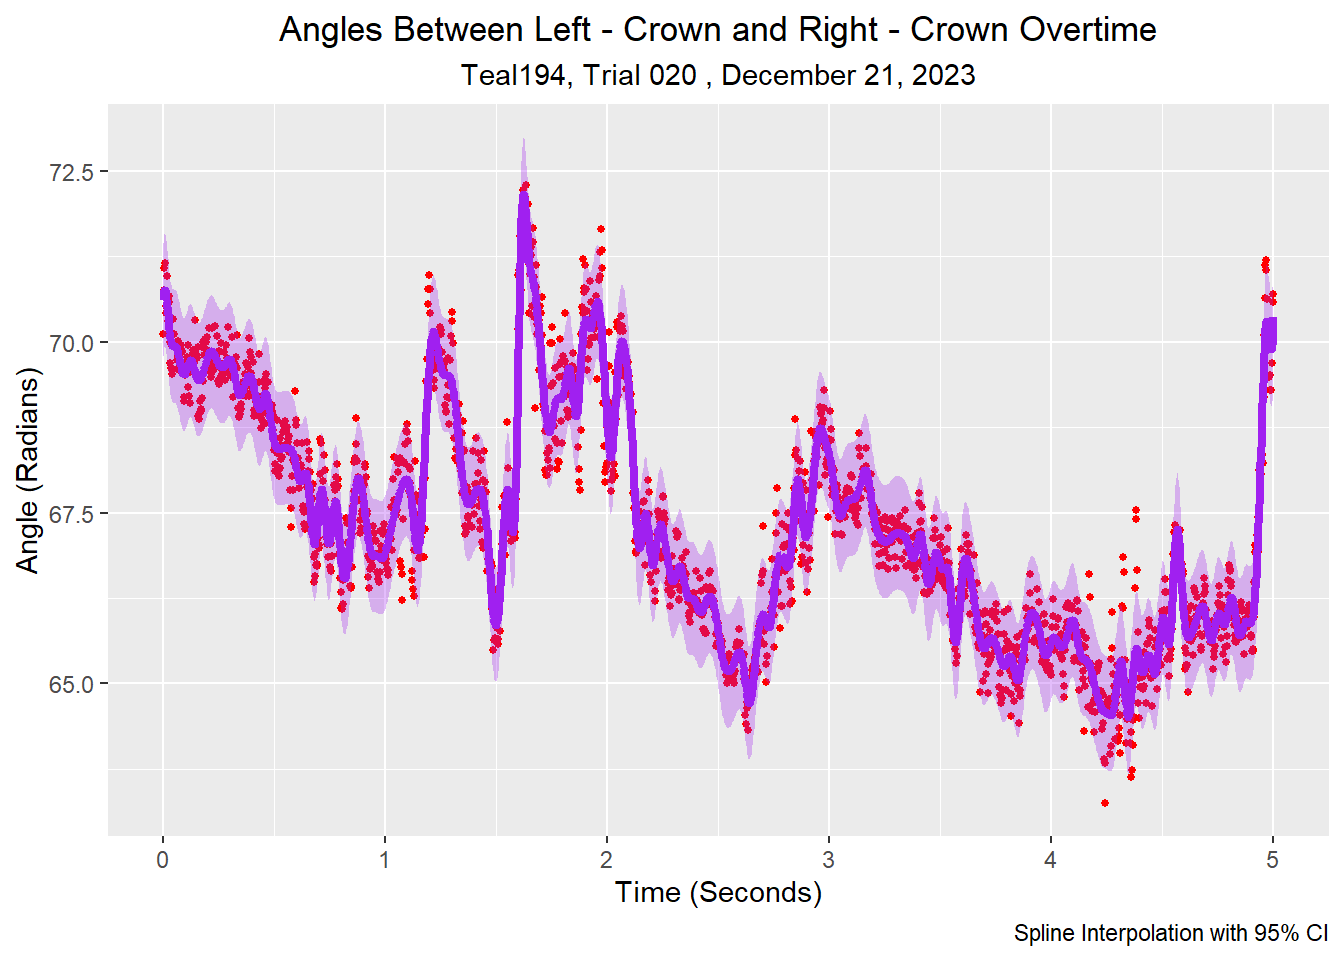 Angles Between Left - Crown and Right - Crown Overtime
Teal194, Trial 020 , December 21, 2023
Angle (Radians)
72.5
70.0
67.5
65.0
0 1 2 3 4 5
Time (Seconds)
Spline Interpolation with 95% CI